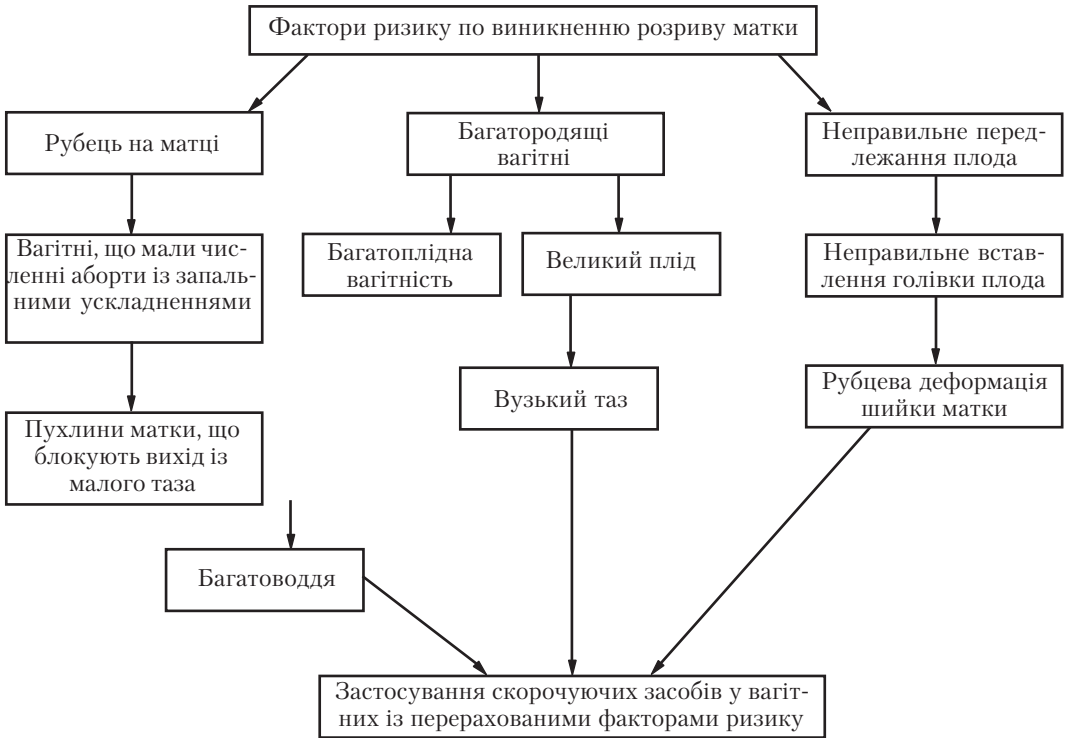 Фактори ризику по виникненню розриву матки
Рубець на матці
Багатородящі
вагітні
Неправильне перед-
лежання плода
Вагітні, що мали чис-
ленні аборти із запаль-
ними ускладненнями
Багатоплідна
вагітність
Великий плід
Неправильне встав-
лення голівки плода
Вузький таз
Рубцева деформація
шийки матки
Пухлини матки, що
блокують вихід із
малого таза
Багатоводдя
Застосування скорочуючих засобів у вагіт-
них із перерахованими факторами ризику